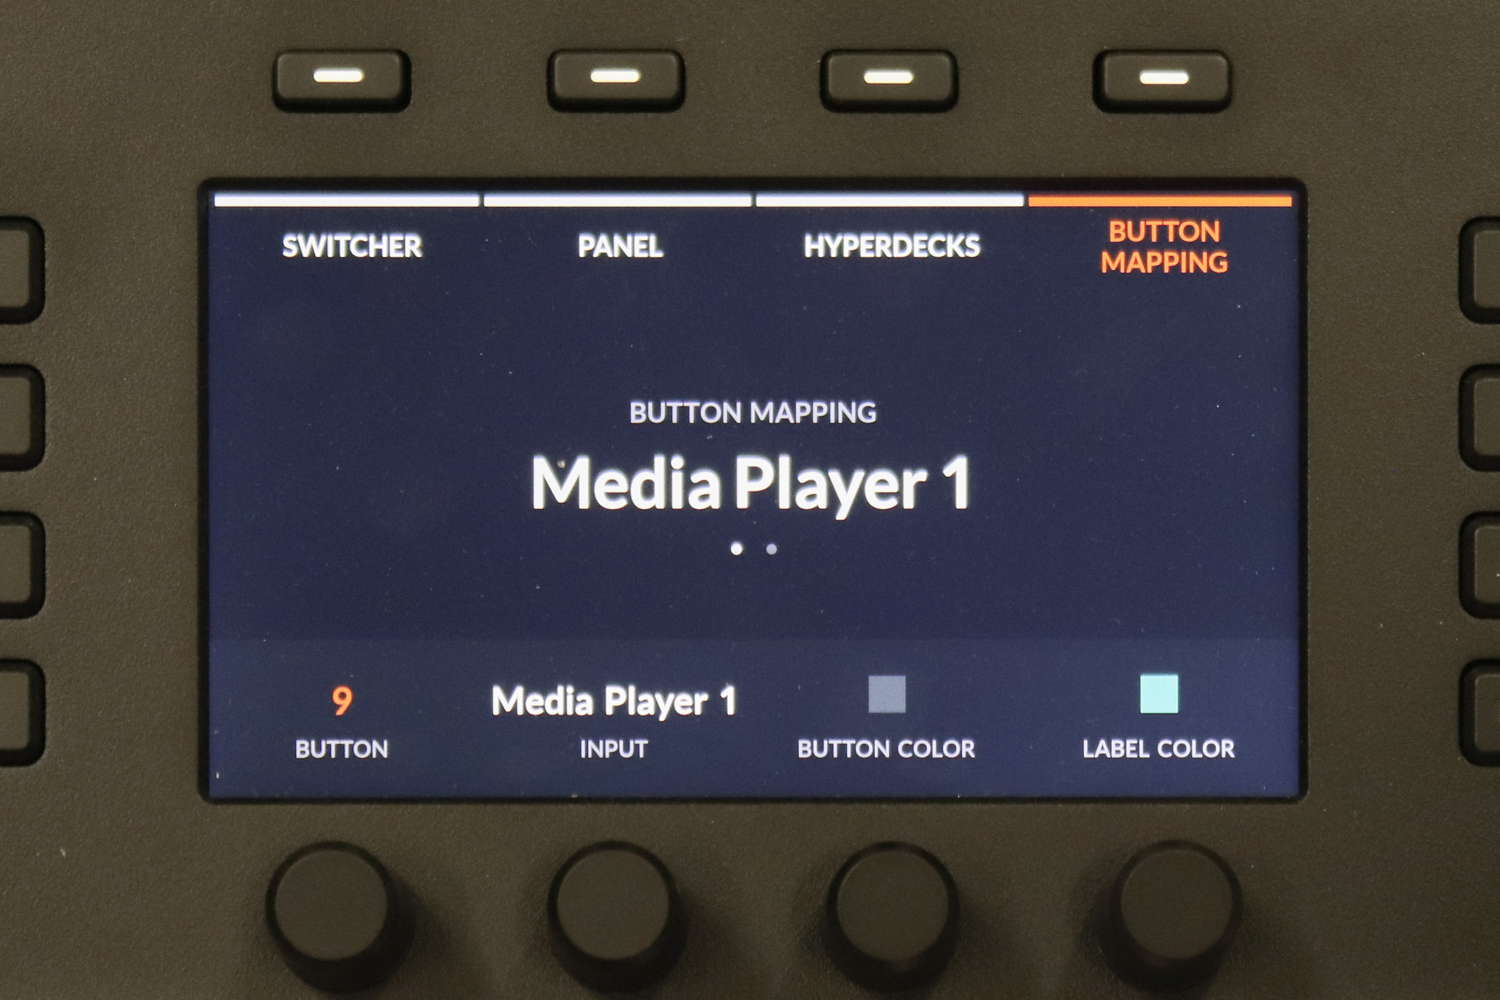 SWITCHER
PANEL
HYPERDECKS
BUTTON
MAPPING
BUTTON MAPPING
Media Player 1
9
BUTTON
Media Player 1
INPUT
BUTTON COLOR
LABEL COLOR